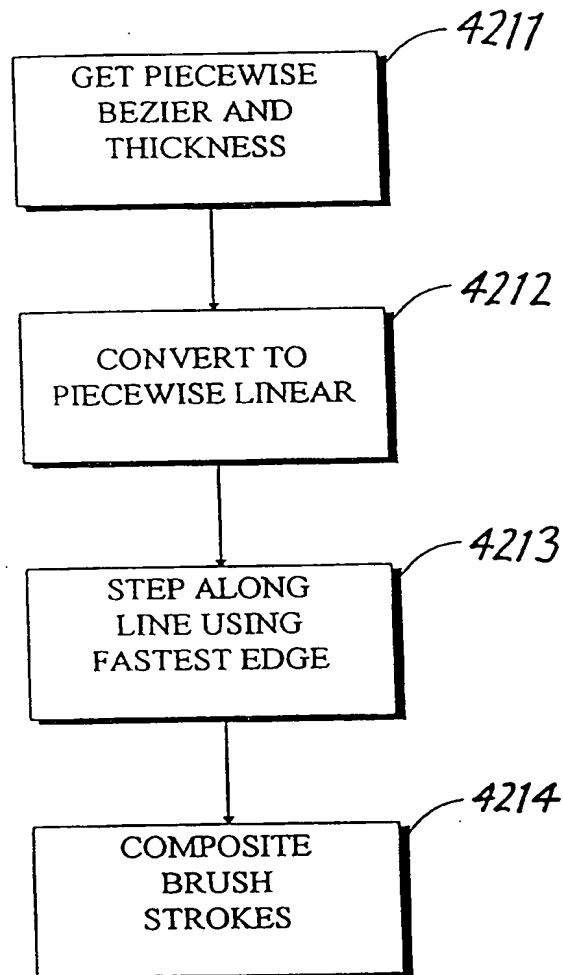 4211
GET PIECEWISE
BEZIER AND
THICKNESS
4212
CONVERT TO
PIECEWISE LINEAR
4213
STEP ALONG
LINE USING
FASTEST EDGE
4214
COMPOSITE
BRUSH
STROKES